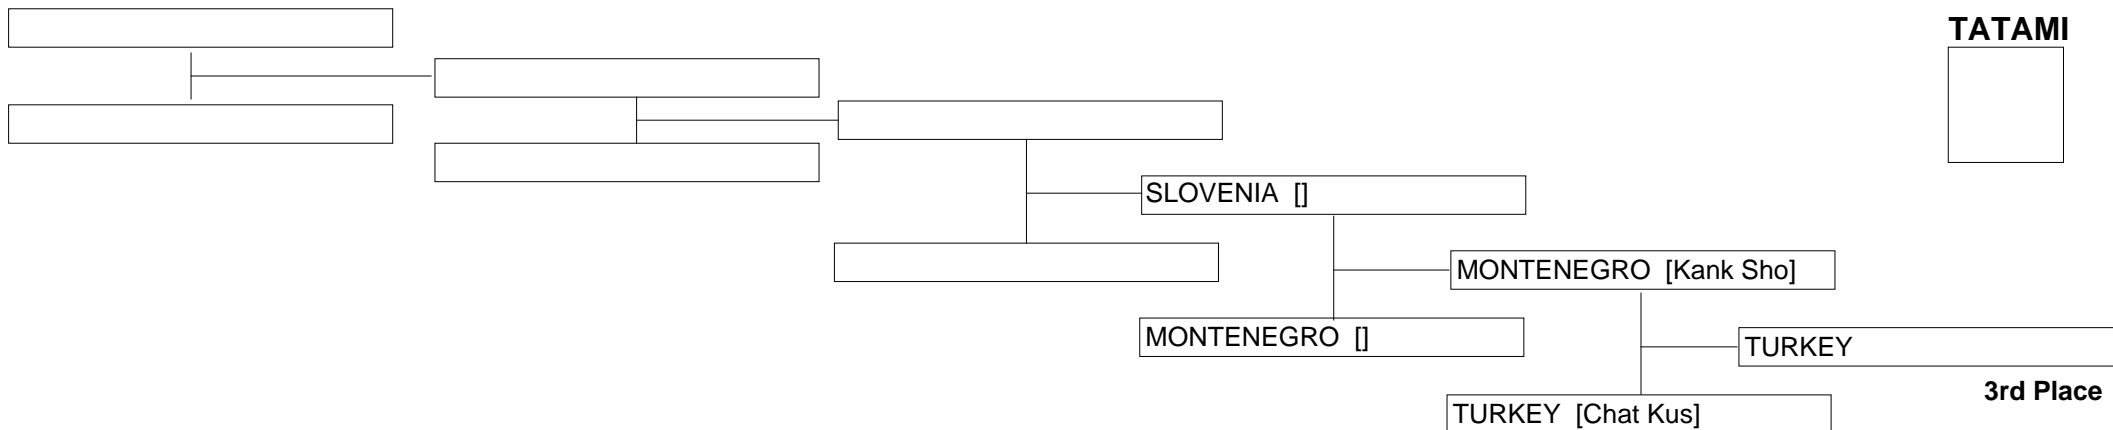 TATAMI
SLOVENIA []
MONTENEGRO [Kank Sho]
MONTENEGRO []
TURKEY
3rd Place
TURKEY [Chat Kus]